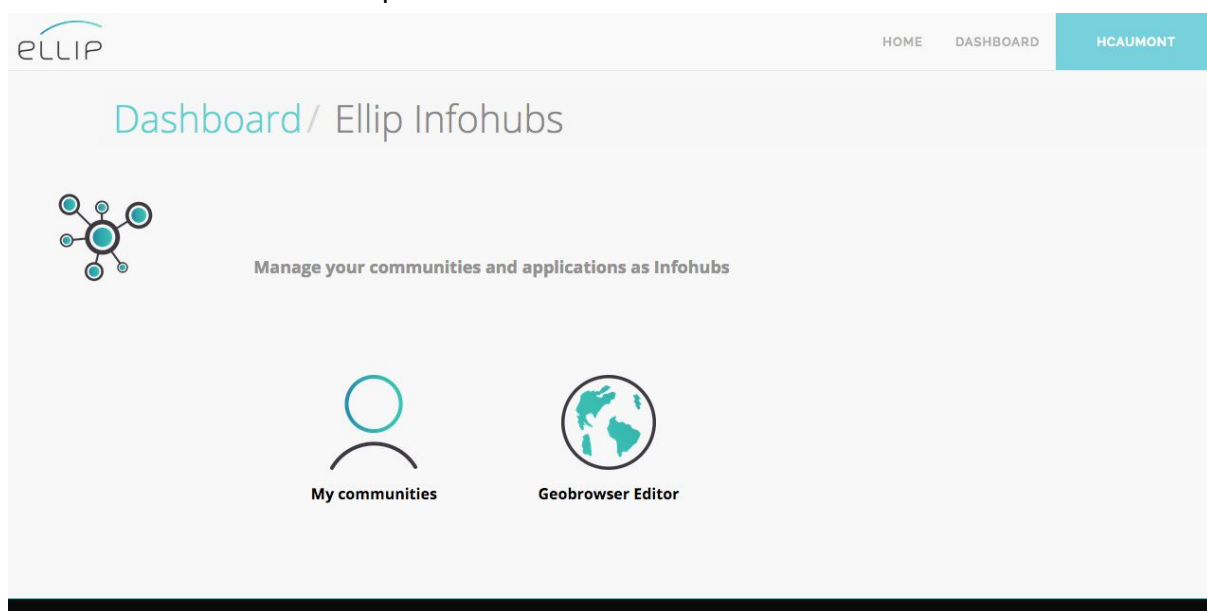 ELLIP
HOME DASHBOARD HCAUMONT
Dashboard / Ellip Infohubs
Manage your communities and applications as Infohubs
My communities Geobrowser Editor